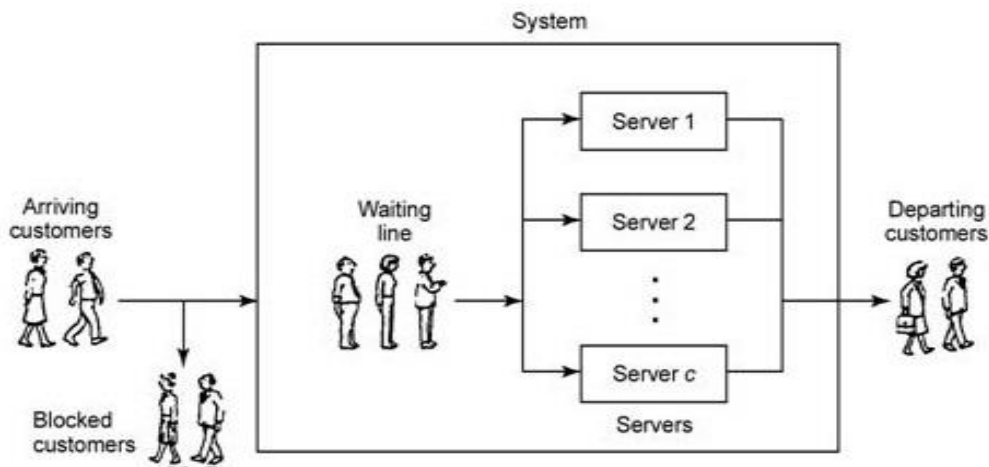 System
Server 1
Arriving
customers
Waiting
line
Server 2
Departing
customers
Server c
Blocked
customers
Servers